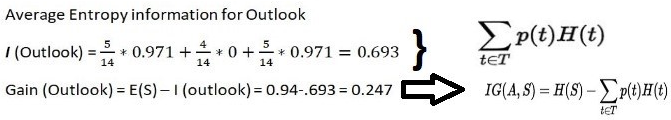 Average Entropy information for Outlook
I (Outlook) = 5/14 * 0.971 + 4/14 * 0 + 5/14 * 0.971 = 0.693 } ∑_{t∈T} p(t)H(t)
Gain (Outlook) = E(S) – I (outlook) = 0.94-.693 = 0.247 IG(A, S) = H(S) − ∑_{t∈T} p(t)H(t)